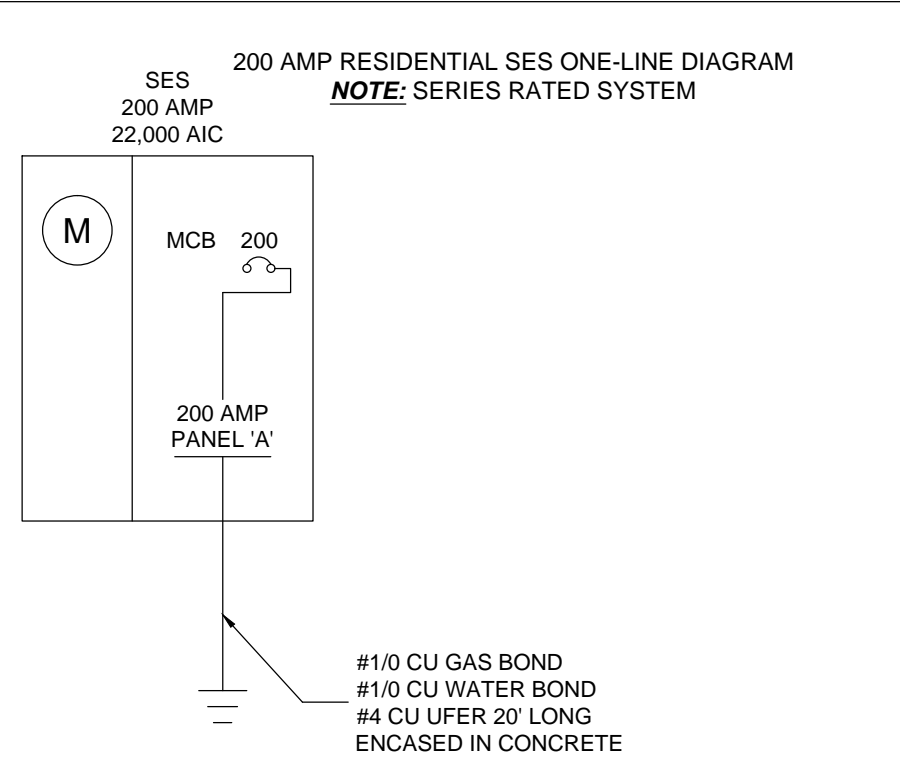 200 AMP RESIDENTIAL SES ONE-LINE DIAGRAM
NOTE: SERIES RATED SYSTEM
SES
200 AMP
22,000 AIC
M
MCB 200
200 AMP
PANEL 'A'
#1/0 CU GAS BOND
#1/0 CU WATER BOND
#4 CU UFER 20' LONG
ENCASED IN CONCRETE